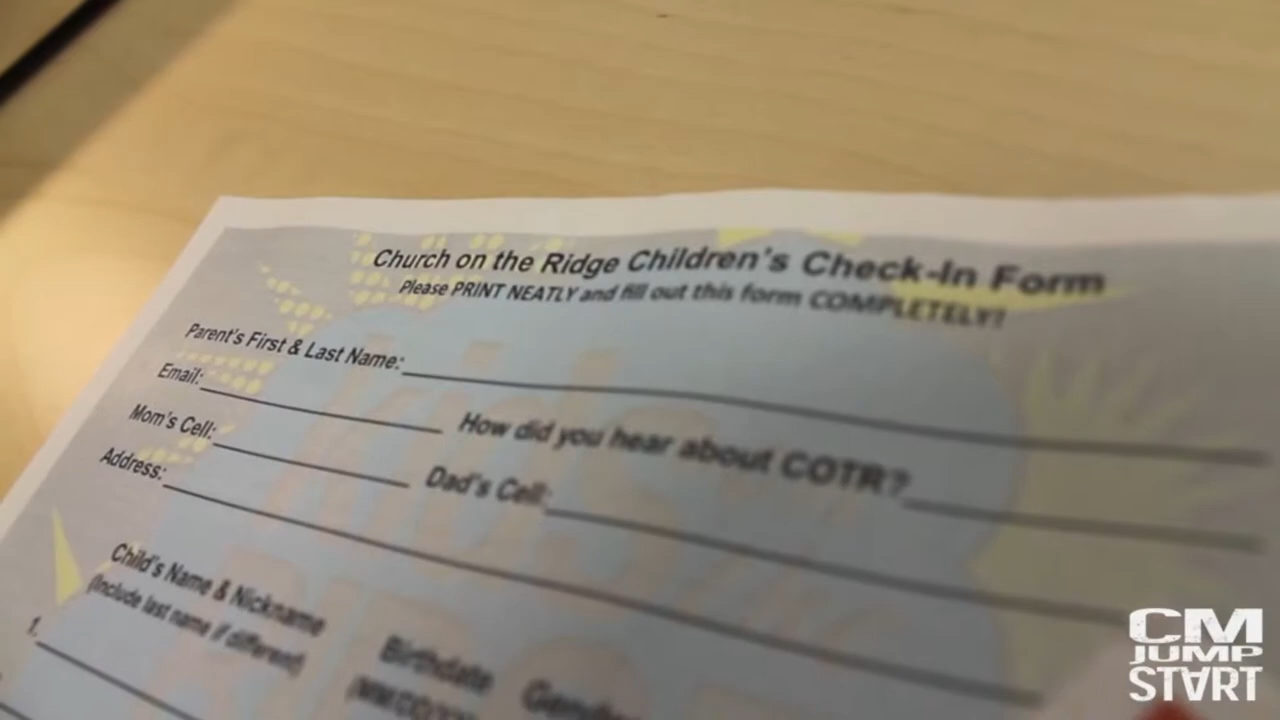 Church on the Ridge Children's Check-In Form
Please PRINT NEATLY and fill out this form COMPLETELY!
Parent's First & Last Name:
Email: How did you hear about COTR?
Mom's Cell: Dad's Cell:
Address:
Child's Name & Nickname
(Include last name if different)
Birthdate
1.
CM
JUMP
START